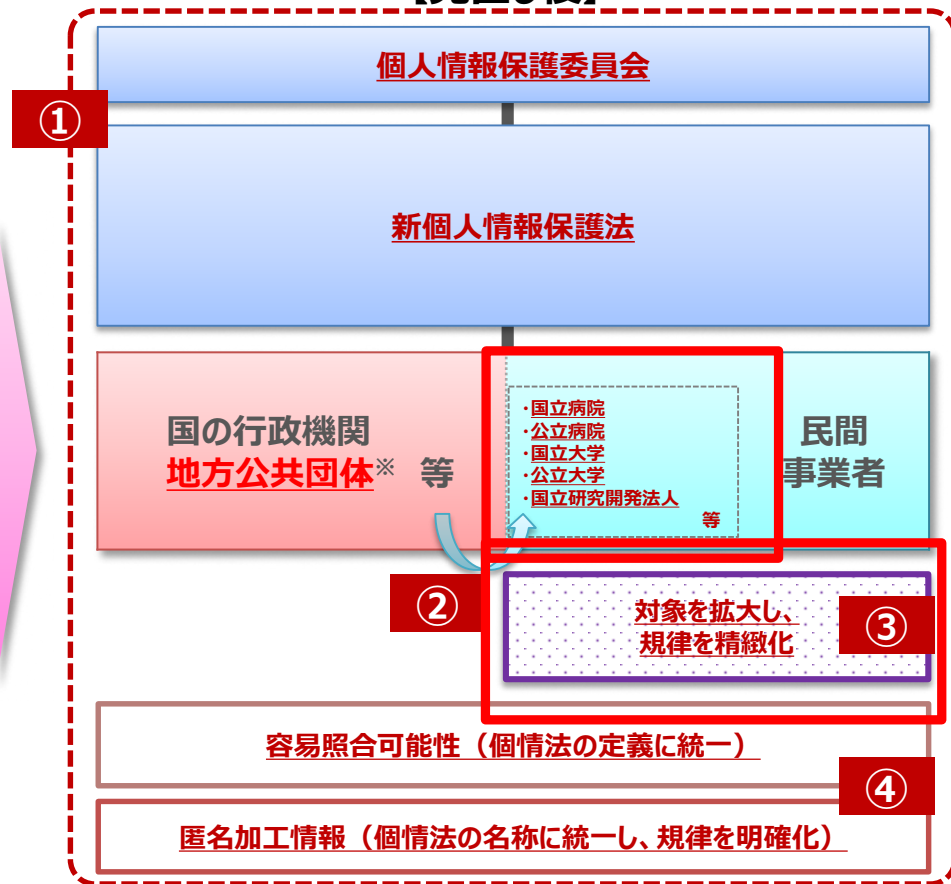 【見直し後】
個人情報保護委員会
①
新個人情報保護法
国の行政機関
地方公共団体※ 等
・国立病院
・公立病院
・国立大学
・公立大学
・国立研究開発法人
等
民間
事業者
②
対象を拡大し、
規律を精緻化
③
容易照合可能性（個情法の定義に統一）
④
匿名加工情報（個情法の名称に統一し、規律を明確化）